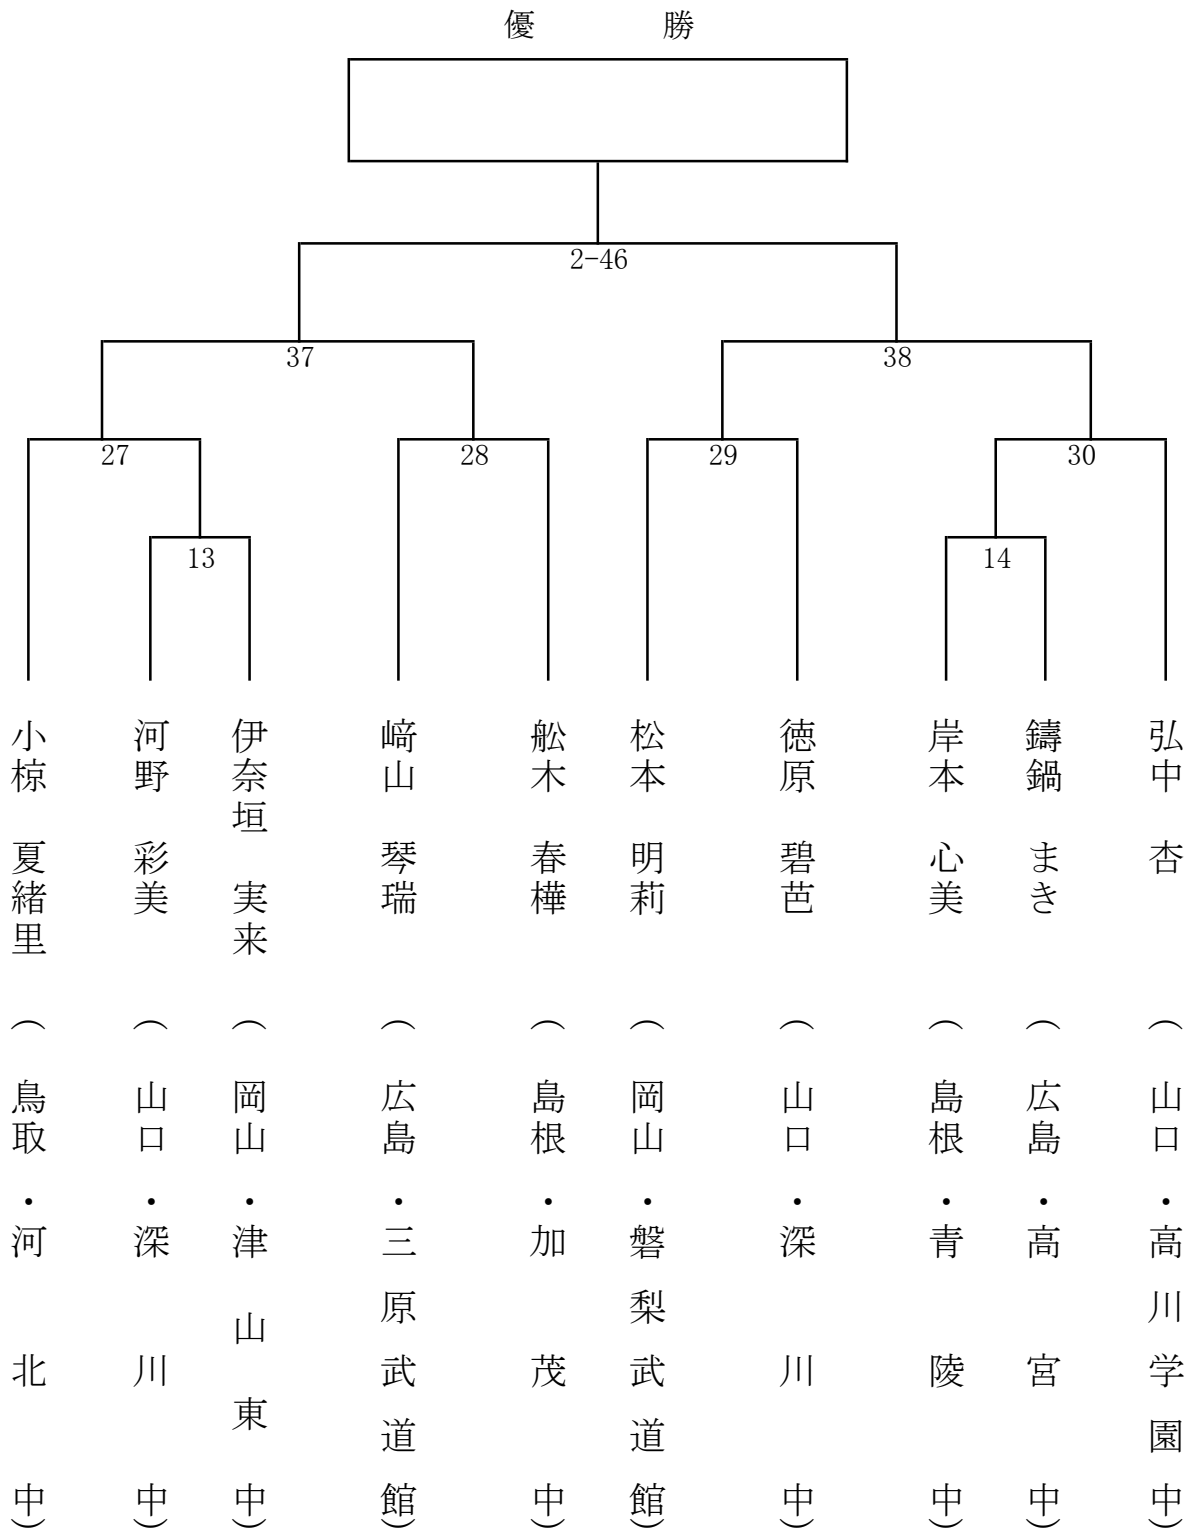 優　　　勝
2-46
37
38
27
28
29
30
13
14
小椋　夏緒里　（鳥取・河北中）
河野　彩美　（山口・深川中）
伊奈垣　実来　（岡山・津山東中）
﨑山　琴瑞　（広島・三原武道館）
舩木　春樺　（島根・加茂中）
松本　明莉　（岡山・磐梨武道館）
徳原　碧芭　（山口・深川中）
岸本　心美　（島根・青陵中）
鑄鍋　まき　（広島・高宮中）
弘中　杏　（山口・高川学園中）